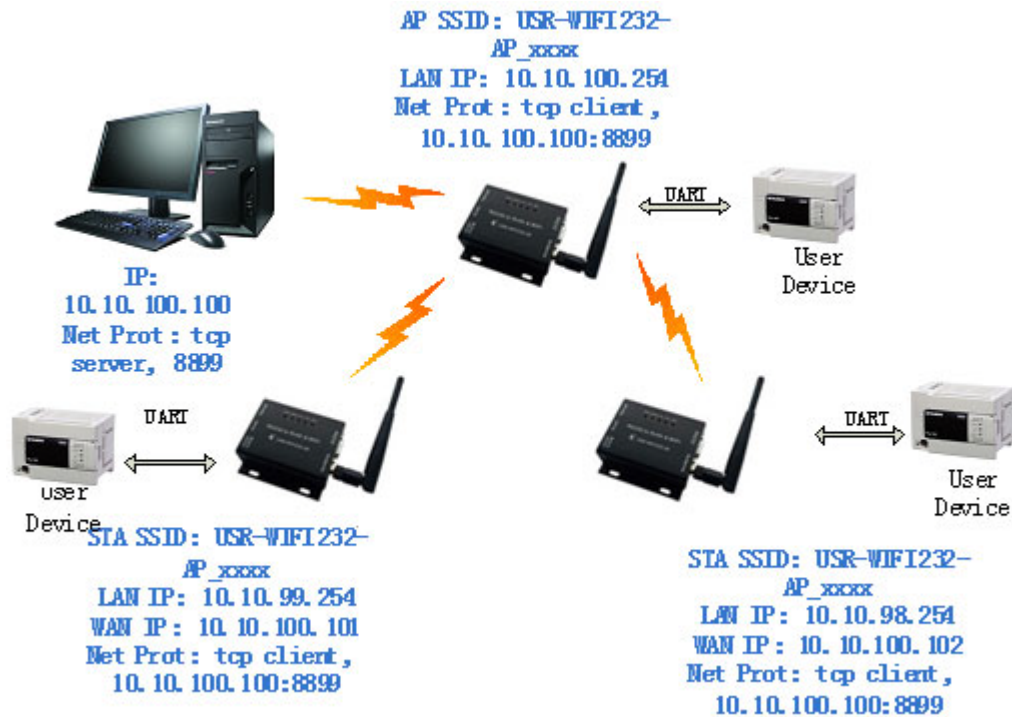 AP SSID: USR-WIFI232-
AP_xxxx
LAN IP: 10.10.100.254
Net Prot: tcp client,
10.10.100.100:8899
UART
User
Device
IP:
10.10.100.100
Net Prot: tcp
server, 8899
UART
User
Device
STA SSID: USR-WIFI232-
AP_xxxx
LAN IP: 10.10.99.254
WAN IP: 10.10.100.101
Net Prot: tcp client,
10.10.100.100:8899
UART
User
Device
STA SSID: USR-WIFI232-
AP_xxxx
LAN IP: 10.10.98.254
WAN IP: 10.10.100.102
Net Prot: tcp client,
10.10.100.100:8899